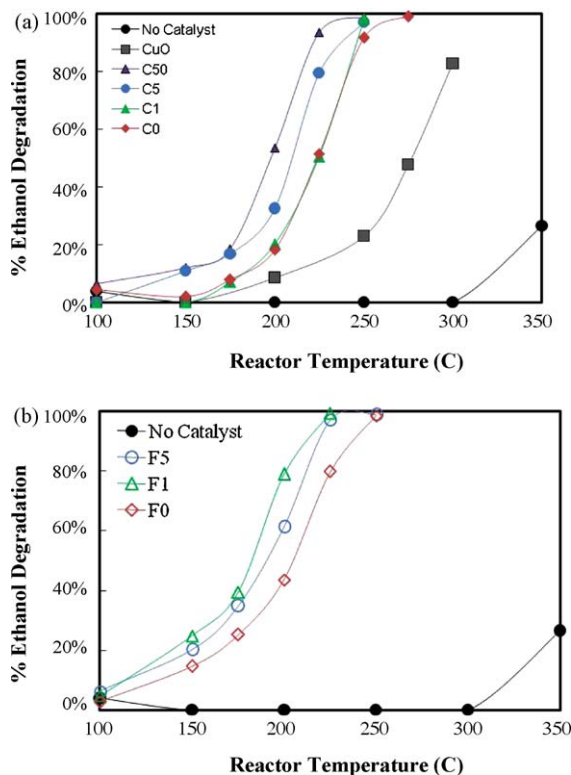 (a)
100%
80%
60%
40%
20%
0%
% Ethanol Degradation
No Catalyst
CuO
C50
C5
C1
C0
100 150 200 250 300 350
Reactor Temperature (C)
(b)
100%
80%
60%
40%
20%
0%
% Ethanol Degradation
No Catalyst
F5
F1
F0
100 150 200 250 300 350
Reactor Temperature (C)